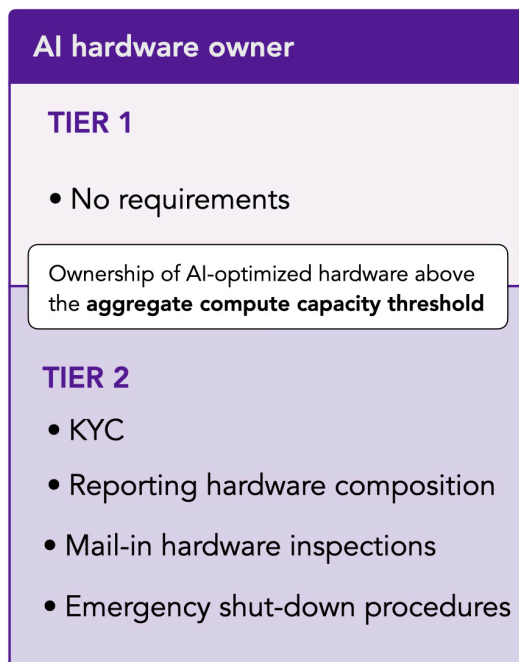 AI hardware owner
TIER 1
• No requirements
Ownership of AI-optimized hardware above
the aggregate compute capacity threshold
TIER 2
• KYC
• Reporting hardware composition
• Mail-in hardware inspections
• Emergency shut-down procedures